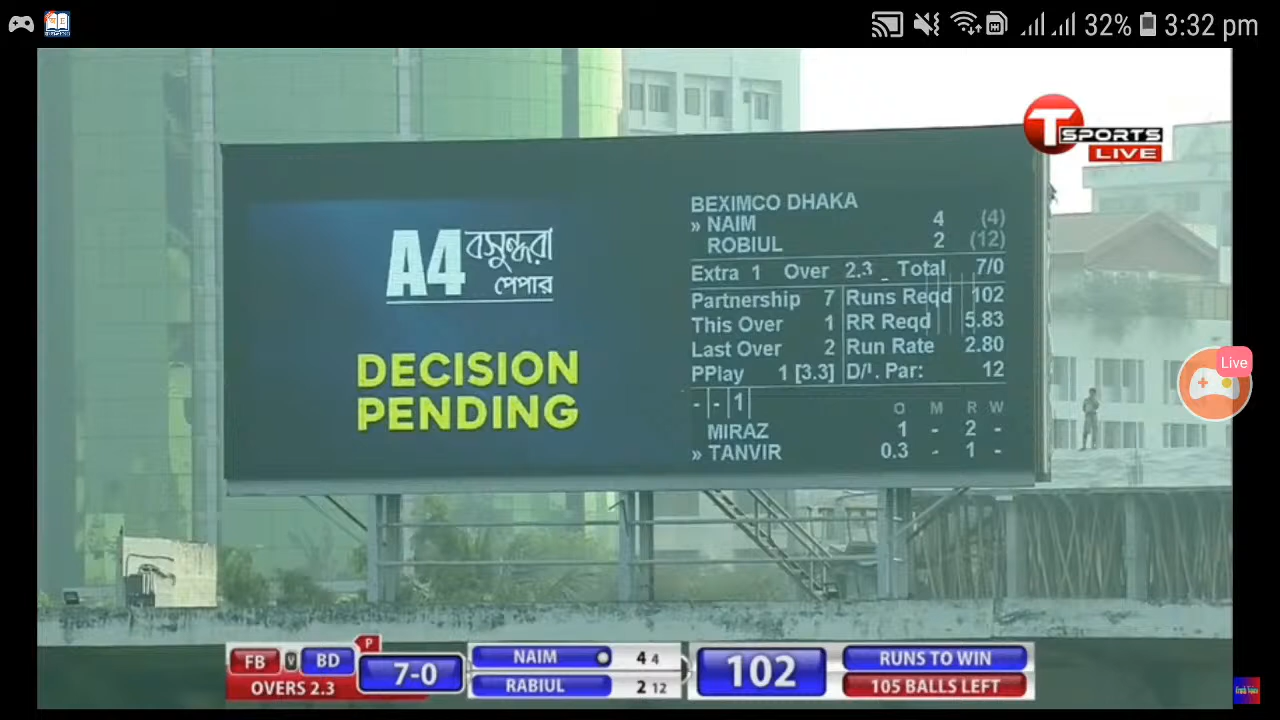 32% 3:32 pm
T SPORTS
LIVE
BEXIMCO DHAKA
» NAIM 4 (4)
ROBIUL 2 (12)
Extra 1 Over 2.3 Total 7/0
Partnership 7 Runs Reqd 102
This Over 1 RR Reqd 5.83
Last Over 2 Run Rate 2.80
PPlay 1 [3.3] D/L Par: 12
- - 1
O M R W
MIRAZ 1 - 2 -
» TANVIR 0.3 - 1 -
A4 বসুন্ধরা
পেপার
DECISION
PENDING
Live
P
FB V BD 7-0
OVERS 2.3
NAIM 4 4
RABIUL 2 12
102 RUNS TO WIN
105 BALLS LEFT